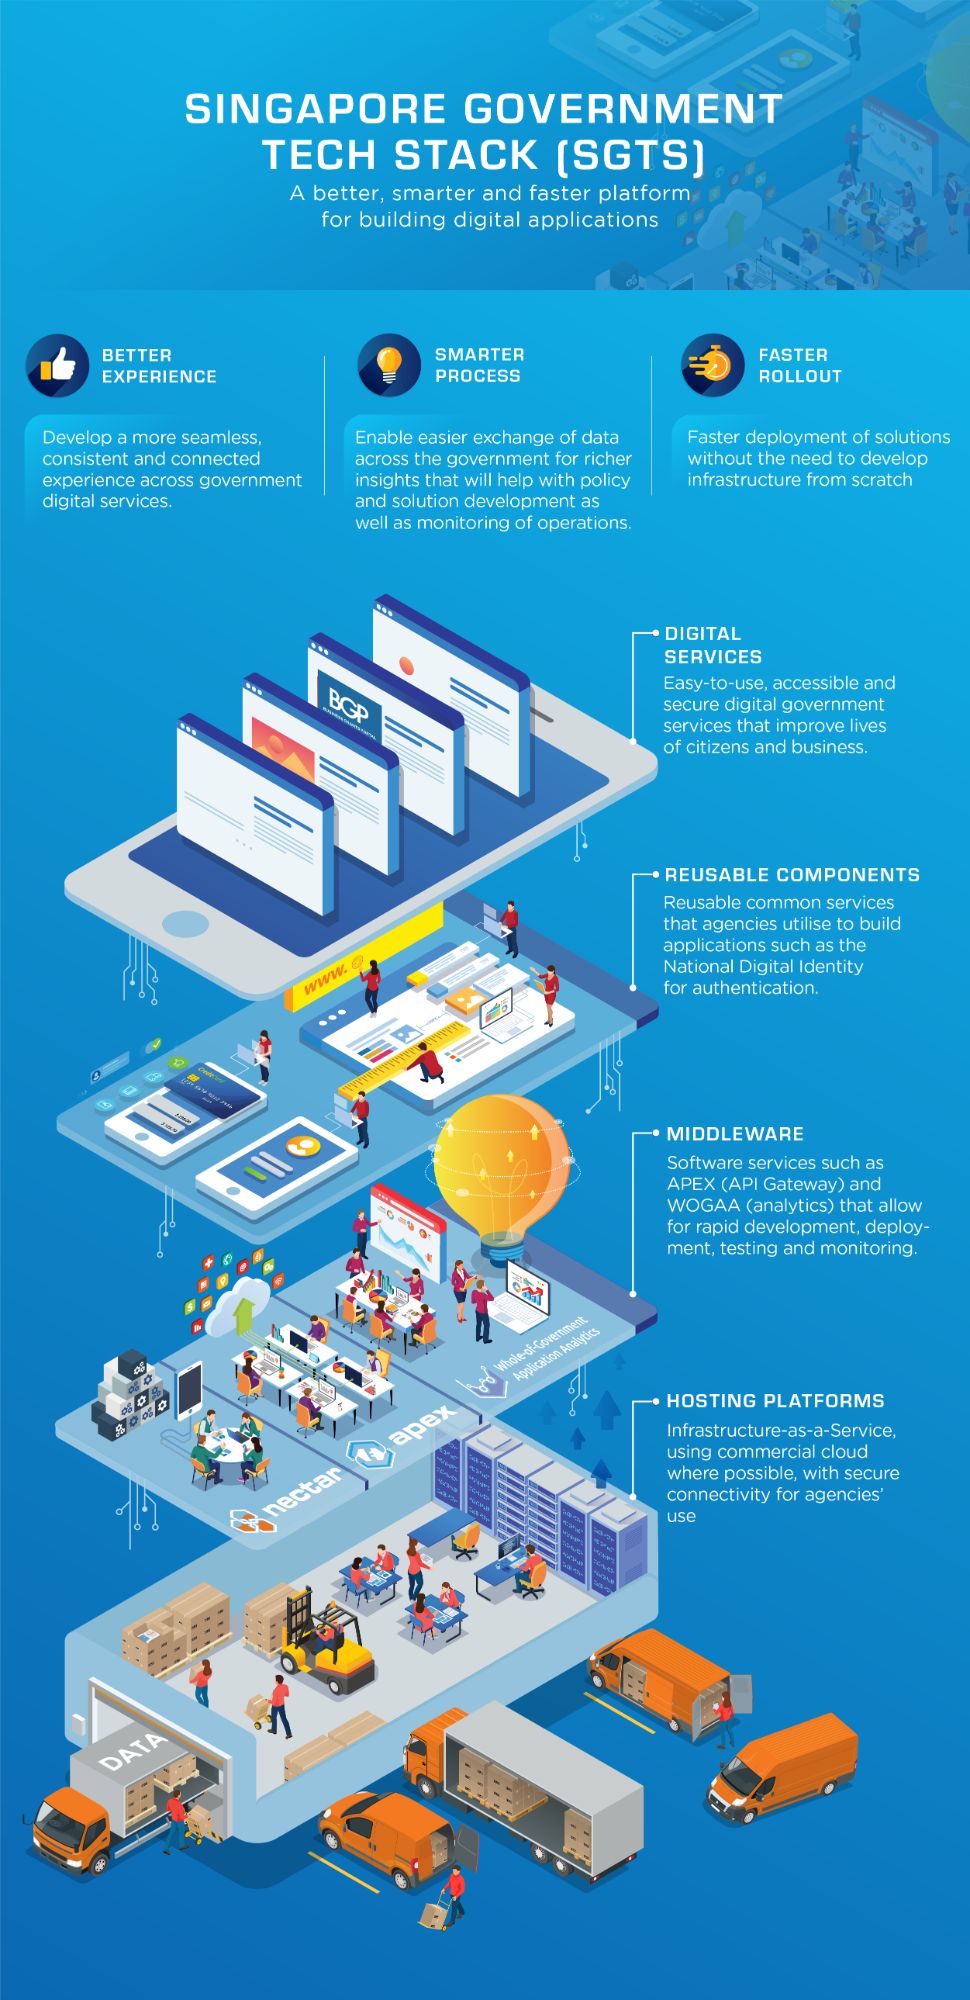 SINGAPORE GOVERNMENT
TECH STACK (SGTS)
A better, smarter and faster platform
for building digital applications
BETTER
EXPERIENCE
Develop a more seamless,
consistent and connected
experience across government
digital services.
SMARTER
PROCESS
Enable easier exchange of data
across the government for richer
insights that will help with policy
and solution development as
well as monitoring of operations.
FASTER
ROLLOUT
Faster deployment of solutions
without the need to develop
infrastructure from scratch
DIGITAL
SERVICES
Easy-to-use, accessible and
secure digital government
services that improve lives
of citizens and business.
BGP
REUSABLE COMPONENTS
Reusable common services
that agencies utilise to build
applications such as the
National Digital Identity
for authentication.
www. @
MIDDLEWARE
Software services such as
APEX (API Gateway) and
WOGAA (analytics) that allow
for rapid development, deploy-
ment, testing and monitoring.
Whole-of-Government
Application Analytics
apex
nectar
HOSTING PLATFORMS
Infrastructure-as-a-Service,
using commercial cloud
where possible, with secure
connectivity for agencies'
use
DATA